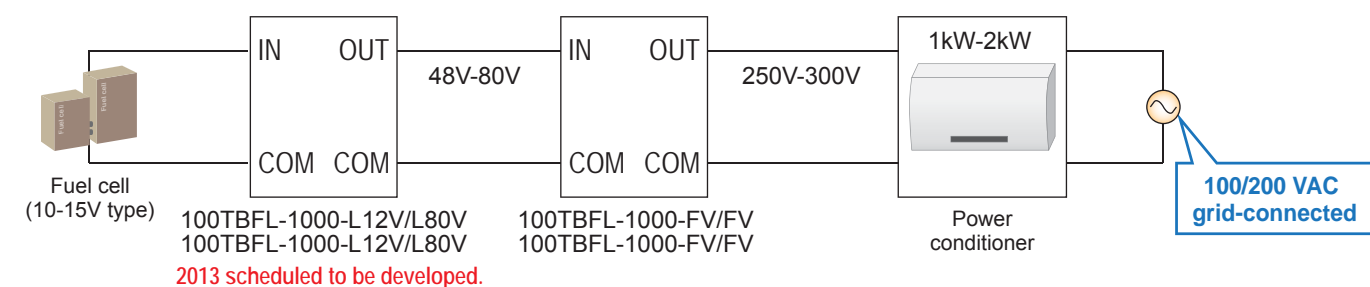 1kW-2kW
IN OUT
48V-80V
IN OUT
250V-300V
Fuel cell
Fuel cell
COM COM
COM COM
Fuel cell
(10-15V type)
100TBFL-1000-L12V/L80V
100TBFL-1000-L12V/L80V
2013 scheduled to be developed.
100TBFL-1000-FV/FV
100TBFL-1000-FV/FV
Power
conditioner
100/200 VAC
grid-connected